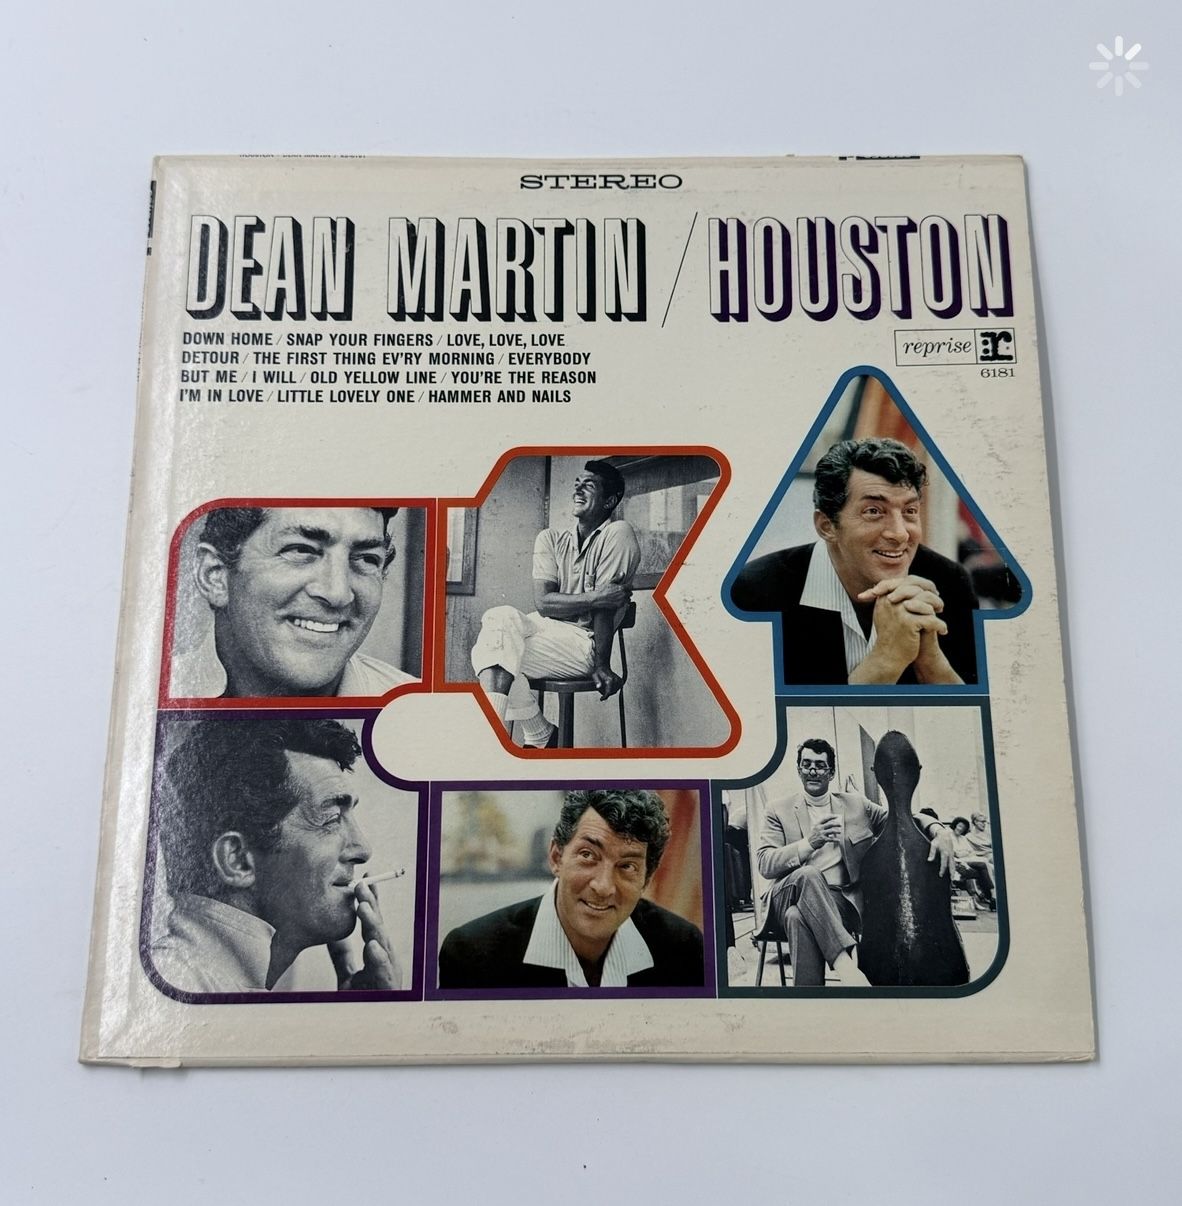 STEREO
DEAN MARTIN / HOUSTON
DOWN HOME / SNAP YOUR FINGERS / LOVE, LOVE, LOVE
DETOUR / THE FIRST THING EV'RY MORNING / EVERYBODY
BUT ME / I WILL / OLD YELLOW LINE / YOU'RE THE REASON
I'M IN LOVE / LITTLE LOVELY ONE / HAMMER AND NAILS
reprise r
6181